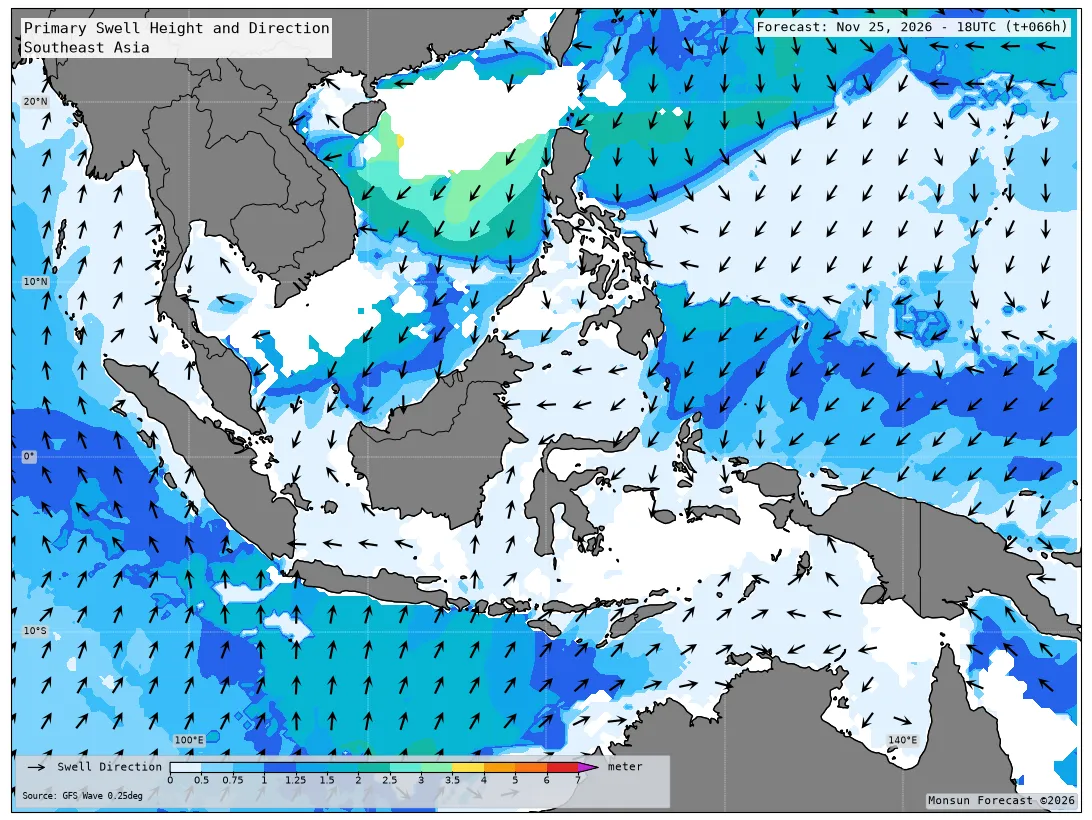 Primary Swell Height and Direction
Southeast Asia
Forecast: Nov 25, 2026 - 18UTC (t+066h)
20°N
10°N
0°
10°S
100°E
140°E
Swell Direction
meter
0 0.5 0.75 1 1.25 1.5 2 2.5 3 3.5 4 5 6 7
Source: GFS Wave 0.25deg
Monsun Forecast ©2026